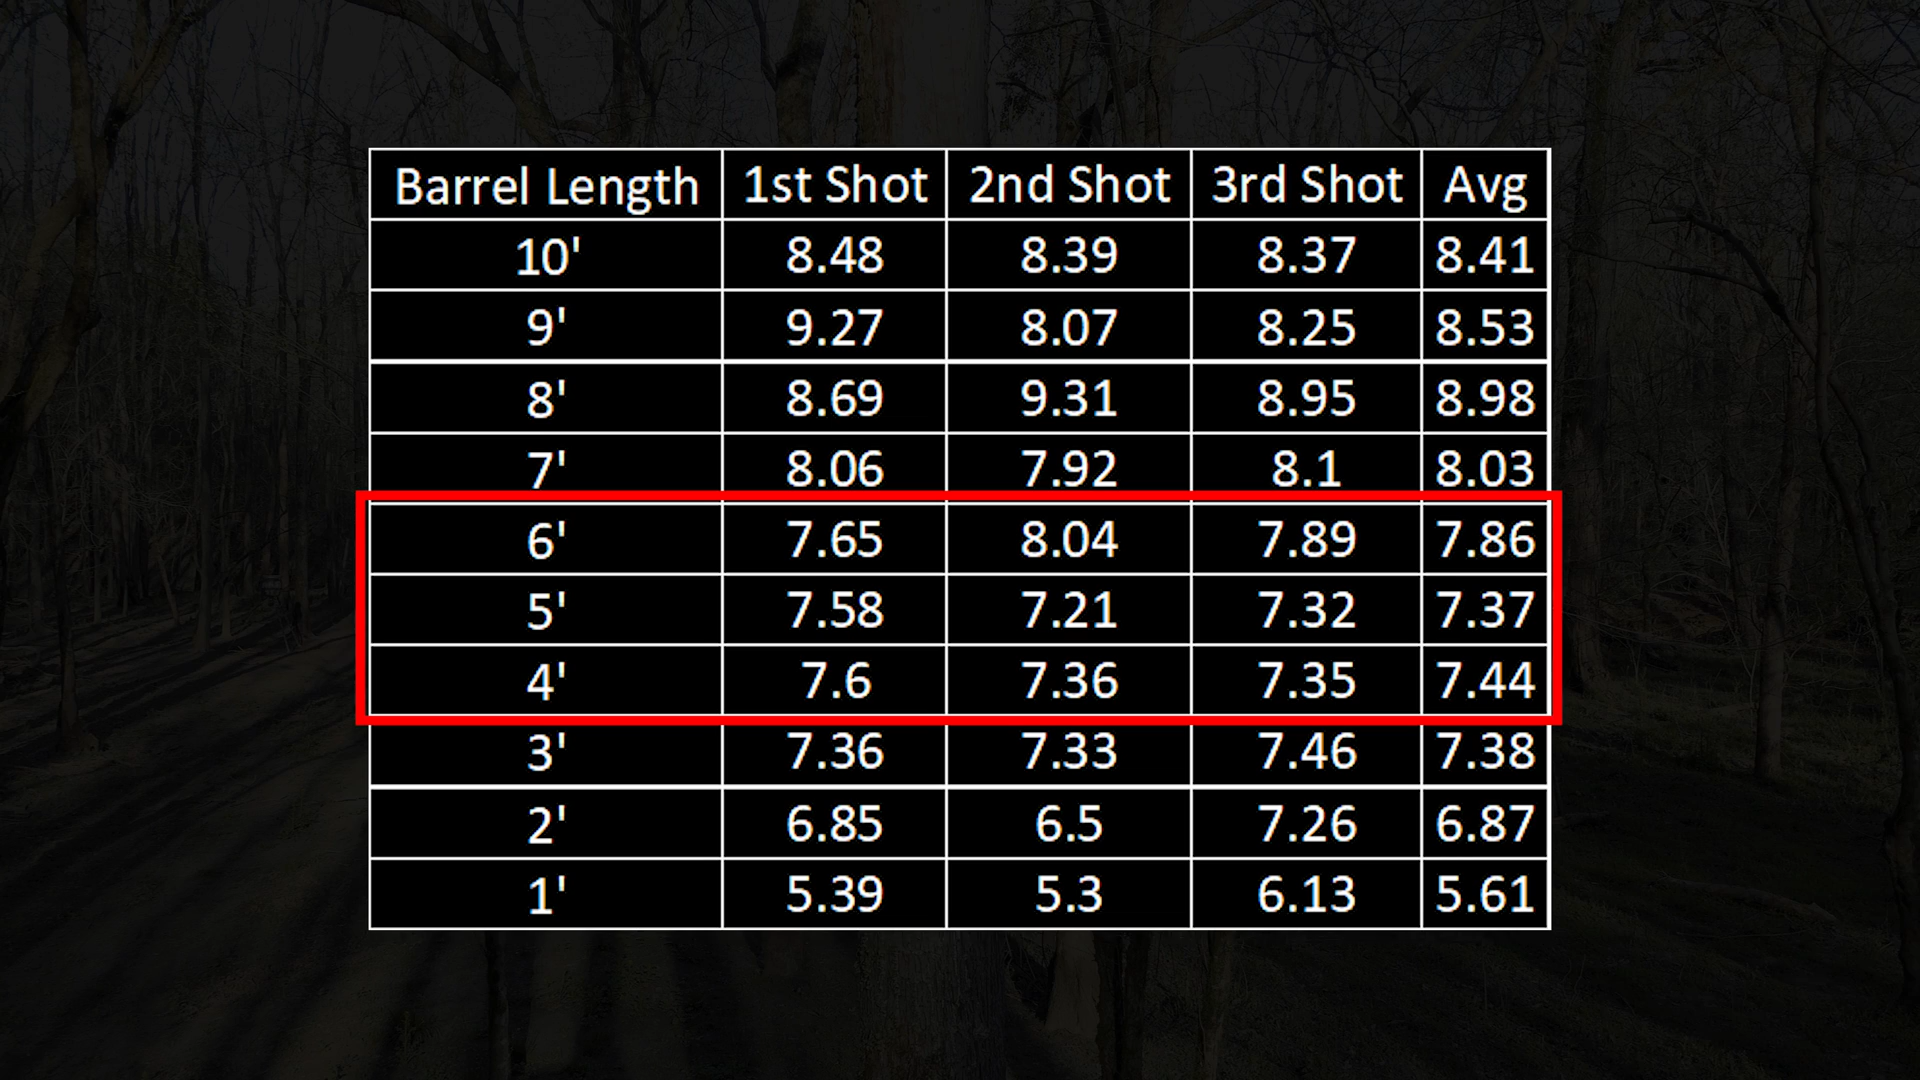 Barrel Length 1st Shot 2nd Shot 3rd Shot Avg
10' 8.48 8.39 8.37 8.41
9' 9.27 8.07 8.25 8.53
8' 8.69 9.31 8.95 8.98
7' 8.06 7.92 8.1 8.03
6' 7.65 8.04 7.89 7.86
5' 7.58 7.21 7.32 7.37
4' 7.6 7.36 7.35 7.44
3' 7.36 7.33 7.46 7.38
2' 6.85 6.5 7.26 6.87
1' 5.39 5.3 6.13 5.61